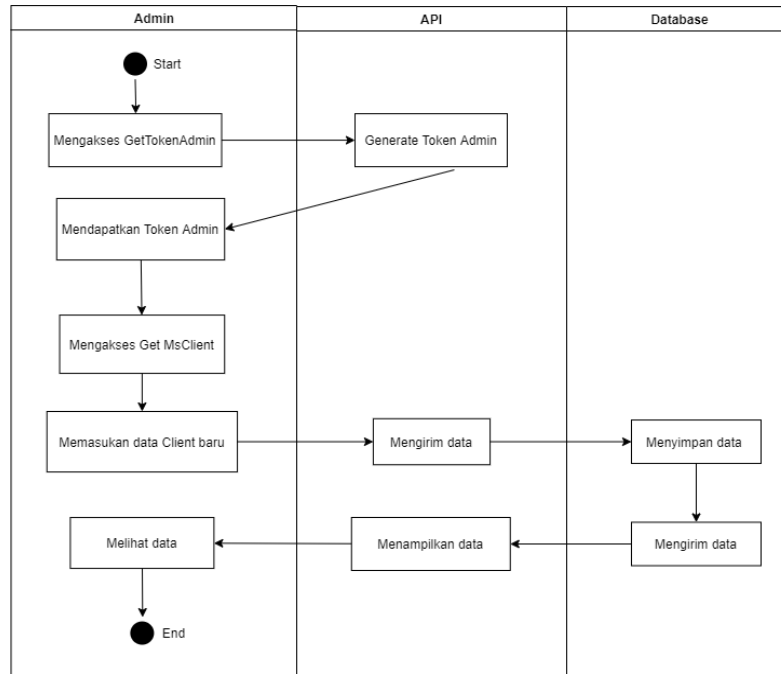 Admin
API
Database
Start
Mengakses GetTokenAdmin
Generate Token Admin
Mendapatkan Token Admin
Mengakses Get MsClient
Memasukan data Client baru
Mengirim data
Menyimpan data
Melihat data
Menampilkan data
Mengirim data
End